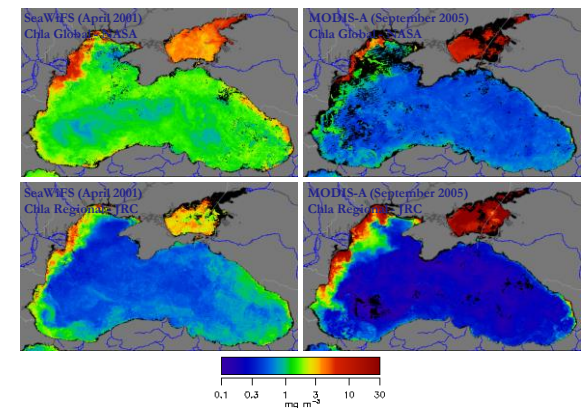 SeaWiFS (April 2001)
Chla Global: NASA
MODIS-A (September 2005)
Chla Global: NASA
SeaWiFS (April 2001)
Chla Regional: JRC
MODIS-A (September 2005)
Chla Regional: JRC
0.1 0.3 1 3 10 30
mg m⁻³